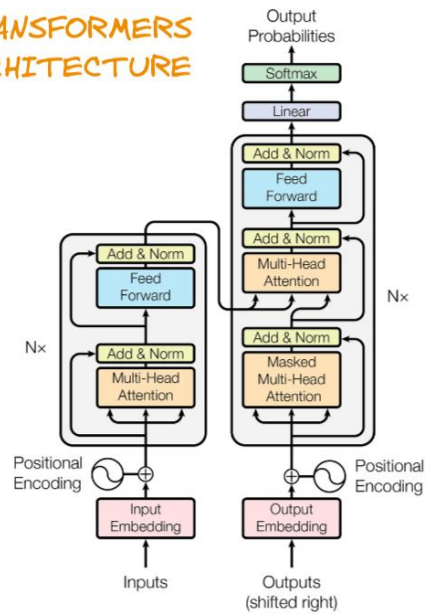 ANSFORMERS
CHITECTURE
Output
Probabilities
Softmax
Linear
Add & Norm
Feed
Forward
Add & Norm
Multi-Head
Attention
Nx
Add & Norm
Masked
Multi-Head
Attention
Add & Norm
Feed
Forward
Nx
Add & Norm
Multi-Head
Attention
Positional
Encoding
Positional
Encoding
Input
Embedding
Output
Embedding
Inputs
Outputs
(shifted right)